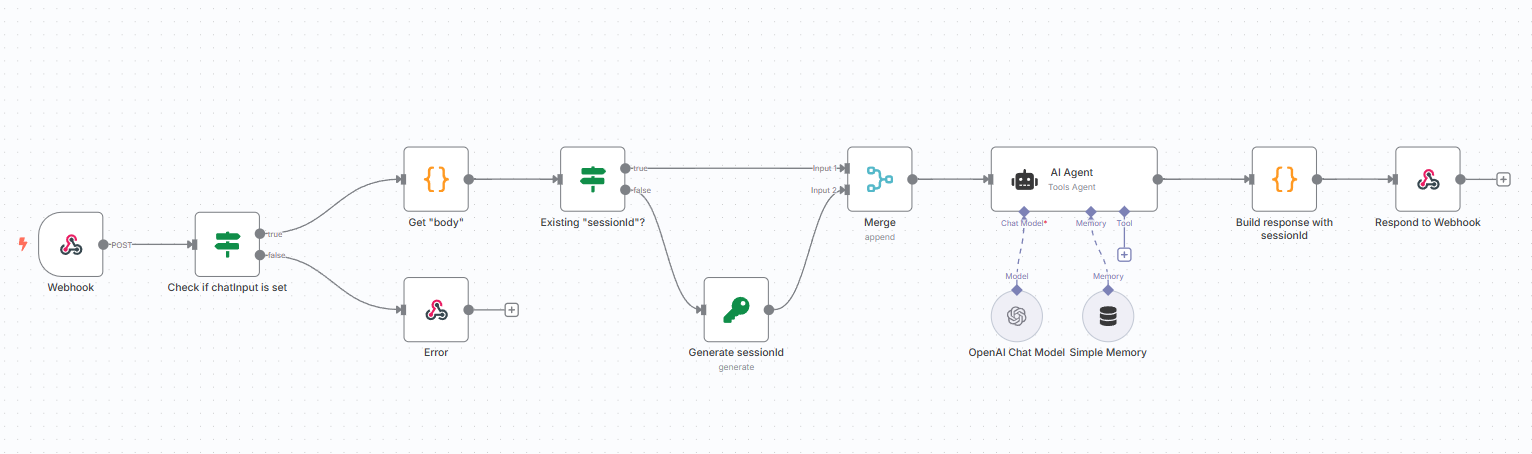 POST
Webhook
true
false
Check if chatInput is set
Get "body"
Error
true
false
Existing "sessionId"?
Generate sessionId
generate
Input 1
Input 2
Merge
append
AI Agent
Tools Agent
Chat Model*
Memory
Tool
Model
Memory
OpenAI Chat Model
Simple Memory
Build response with
sessionId
Respond to Webhook